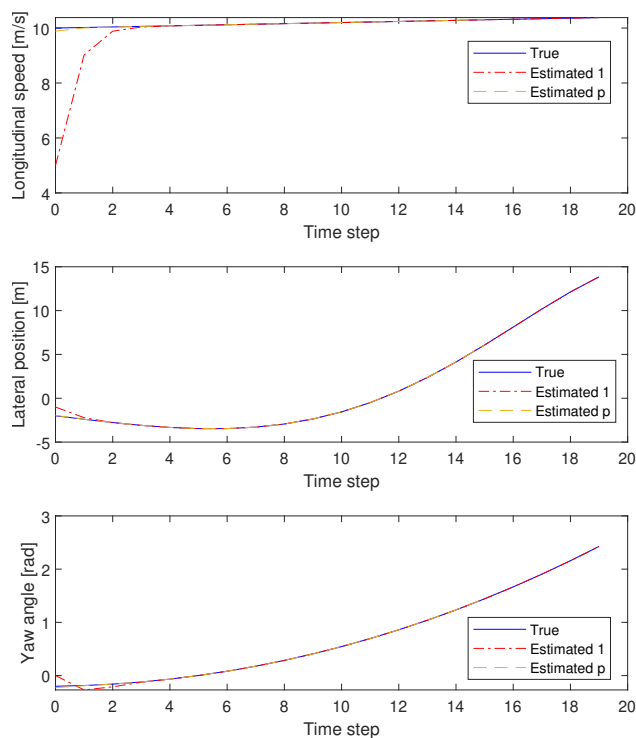 Longitudinal speed [m/s]
10
8
6
4
True
Estimated 1
Estimated p
0 2 4 6 8 10 12 14 16 18 20
Time step
Lateral position [m]
15
10
5
0
-5
True
Estimated 1
Estimated p
0 2 4 6 8 10 12 14 16 18 20
Time step
Yaw angle [rad]
3
2
1
0
True
Estimated 1
Estimated p
0 2 4 6 8 10 12 14 16 18 20
Time step